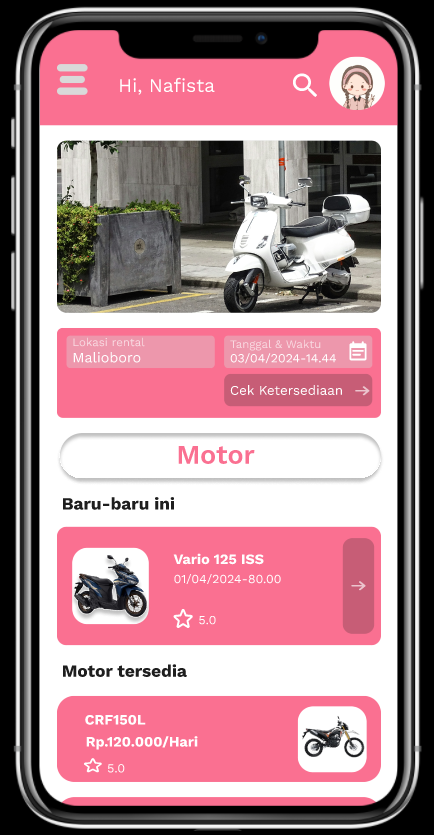 Hi, Nafista
Lokasi rental
Malioboro
Tanggal & Waktu
03/04/2024-14.44
Cek Ketersediaan
Motor
Baru-baru ini
Vario 125 ISS
01/04/2024-80.00
5.0
Motor tersedia
CRF150L
Rp.120.000/Hari
5.0